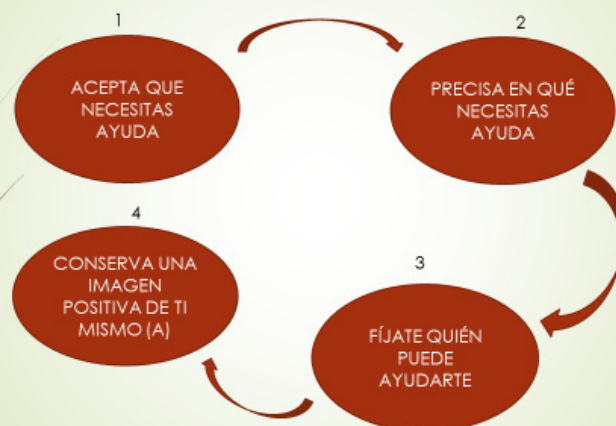 1
ACEPTA QUE
NECESITAS
AYUDA
2
PRECISA EN QUÉ
NECESITAS
AYUDA
3
FÍJATE QUIÉN
PUEDE
AYUDARTE
4
CONSERVA UNA
IMAGEN
POSITIVA DE TI
MISMO (A)